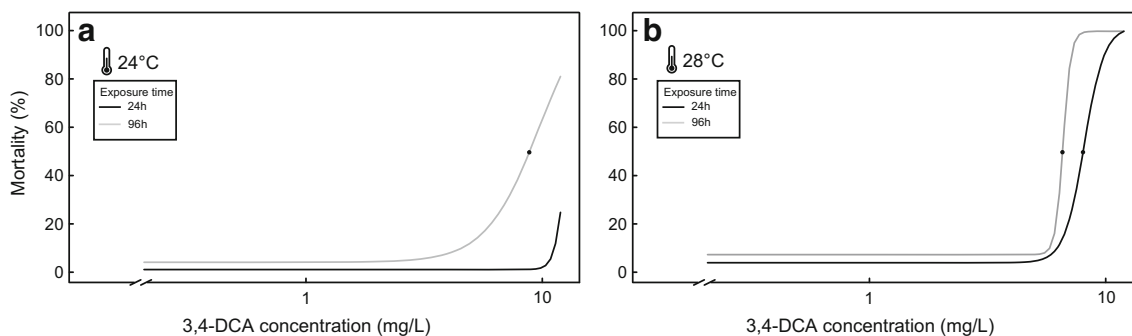 a
24°C
Exposure time
24h
96h
Mortality (%)
100
80
60
40
20
0
1
10
3,4-DCA concentration (mg/L)
b
28°C
Exposure time
24h
96h
100
80
60
40
20
0
1
10
3,4-DCA concentration (mg/L)